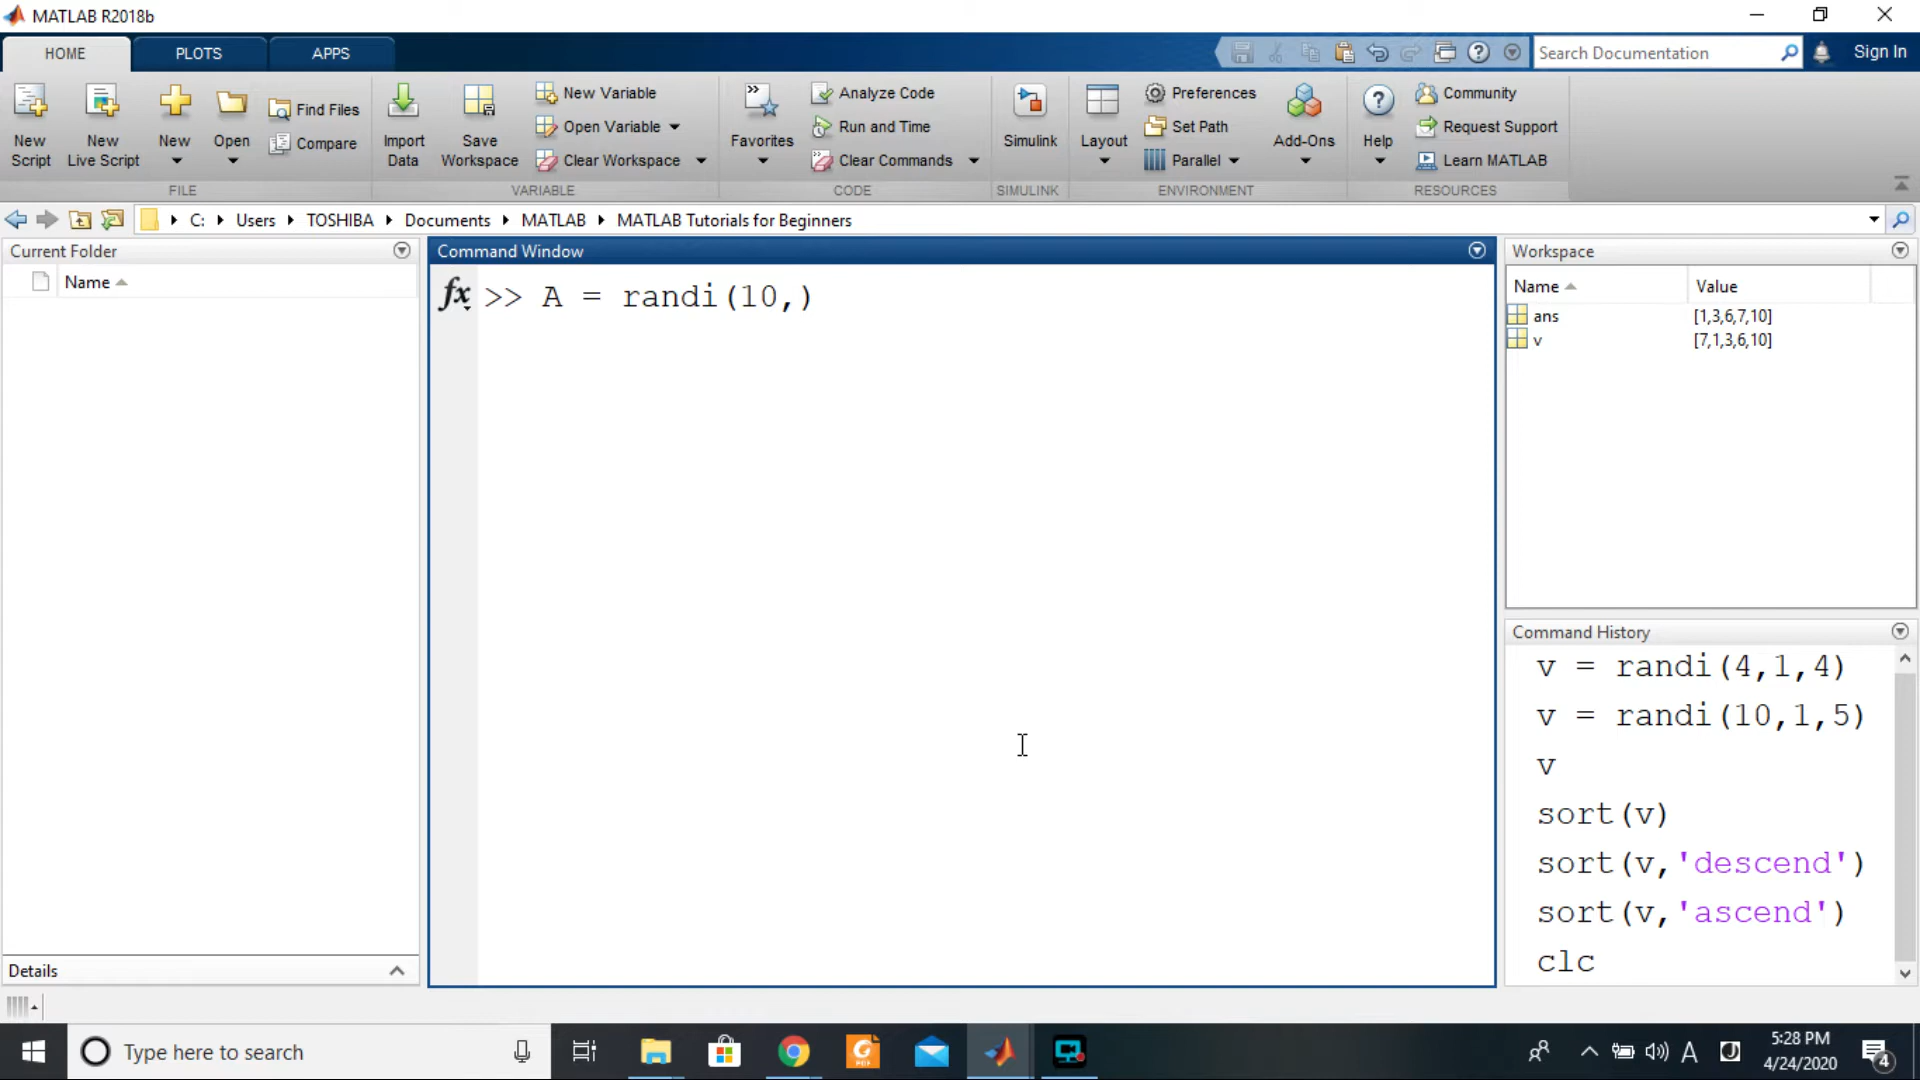 MATLAB R2018b
HOME PLOTS APPS
Search Documentation
Sign In
New Script
New Live Script
New
Open
Find Files
Compare
Import Data
Save Workspace
New Variable
Open Variable
Clear Workspace
Favorites
Analyze Code
Run and Time
Clear Commands
Simulink
Layout
Preferences
Set Path
Parallel
Add-Ons
Help
Community
Request Support
Learn MATLAB
FILE VARIABLE CODE SIMULINK ENVIRONMENT RESOURCES
C: Users TOSHIBA Documents MATLAB MATLAB Tutorials for Beginners
Current Folder
Name
Details
Command Window
fx >> A = randi(10,)
Workspace
Name Value
ans [1,3,6,7,10]
v [7,1,3,6,10]
Command History
v = randi(4,1,4)
v = randi(10,1,5)
v
sort(v)
sort(v,'descend')
sort(v,'ascend')
clc
Type here to search
PDF
A
J
5:28 PM
4/24/2020
4